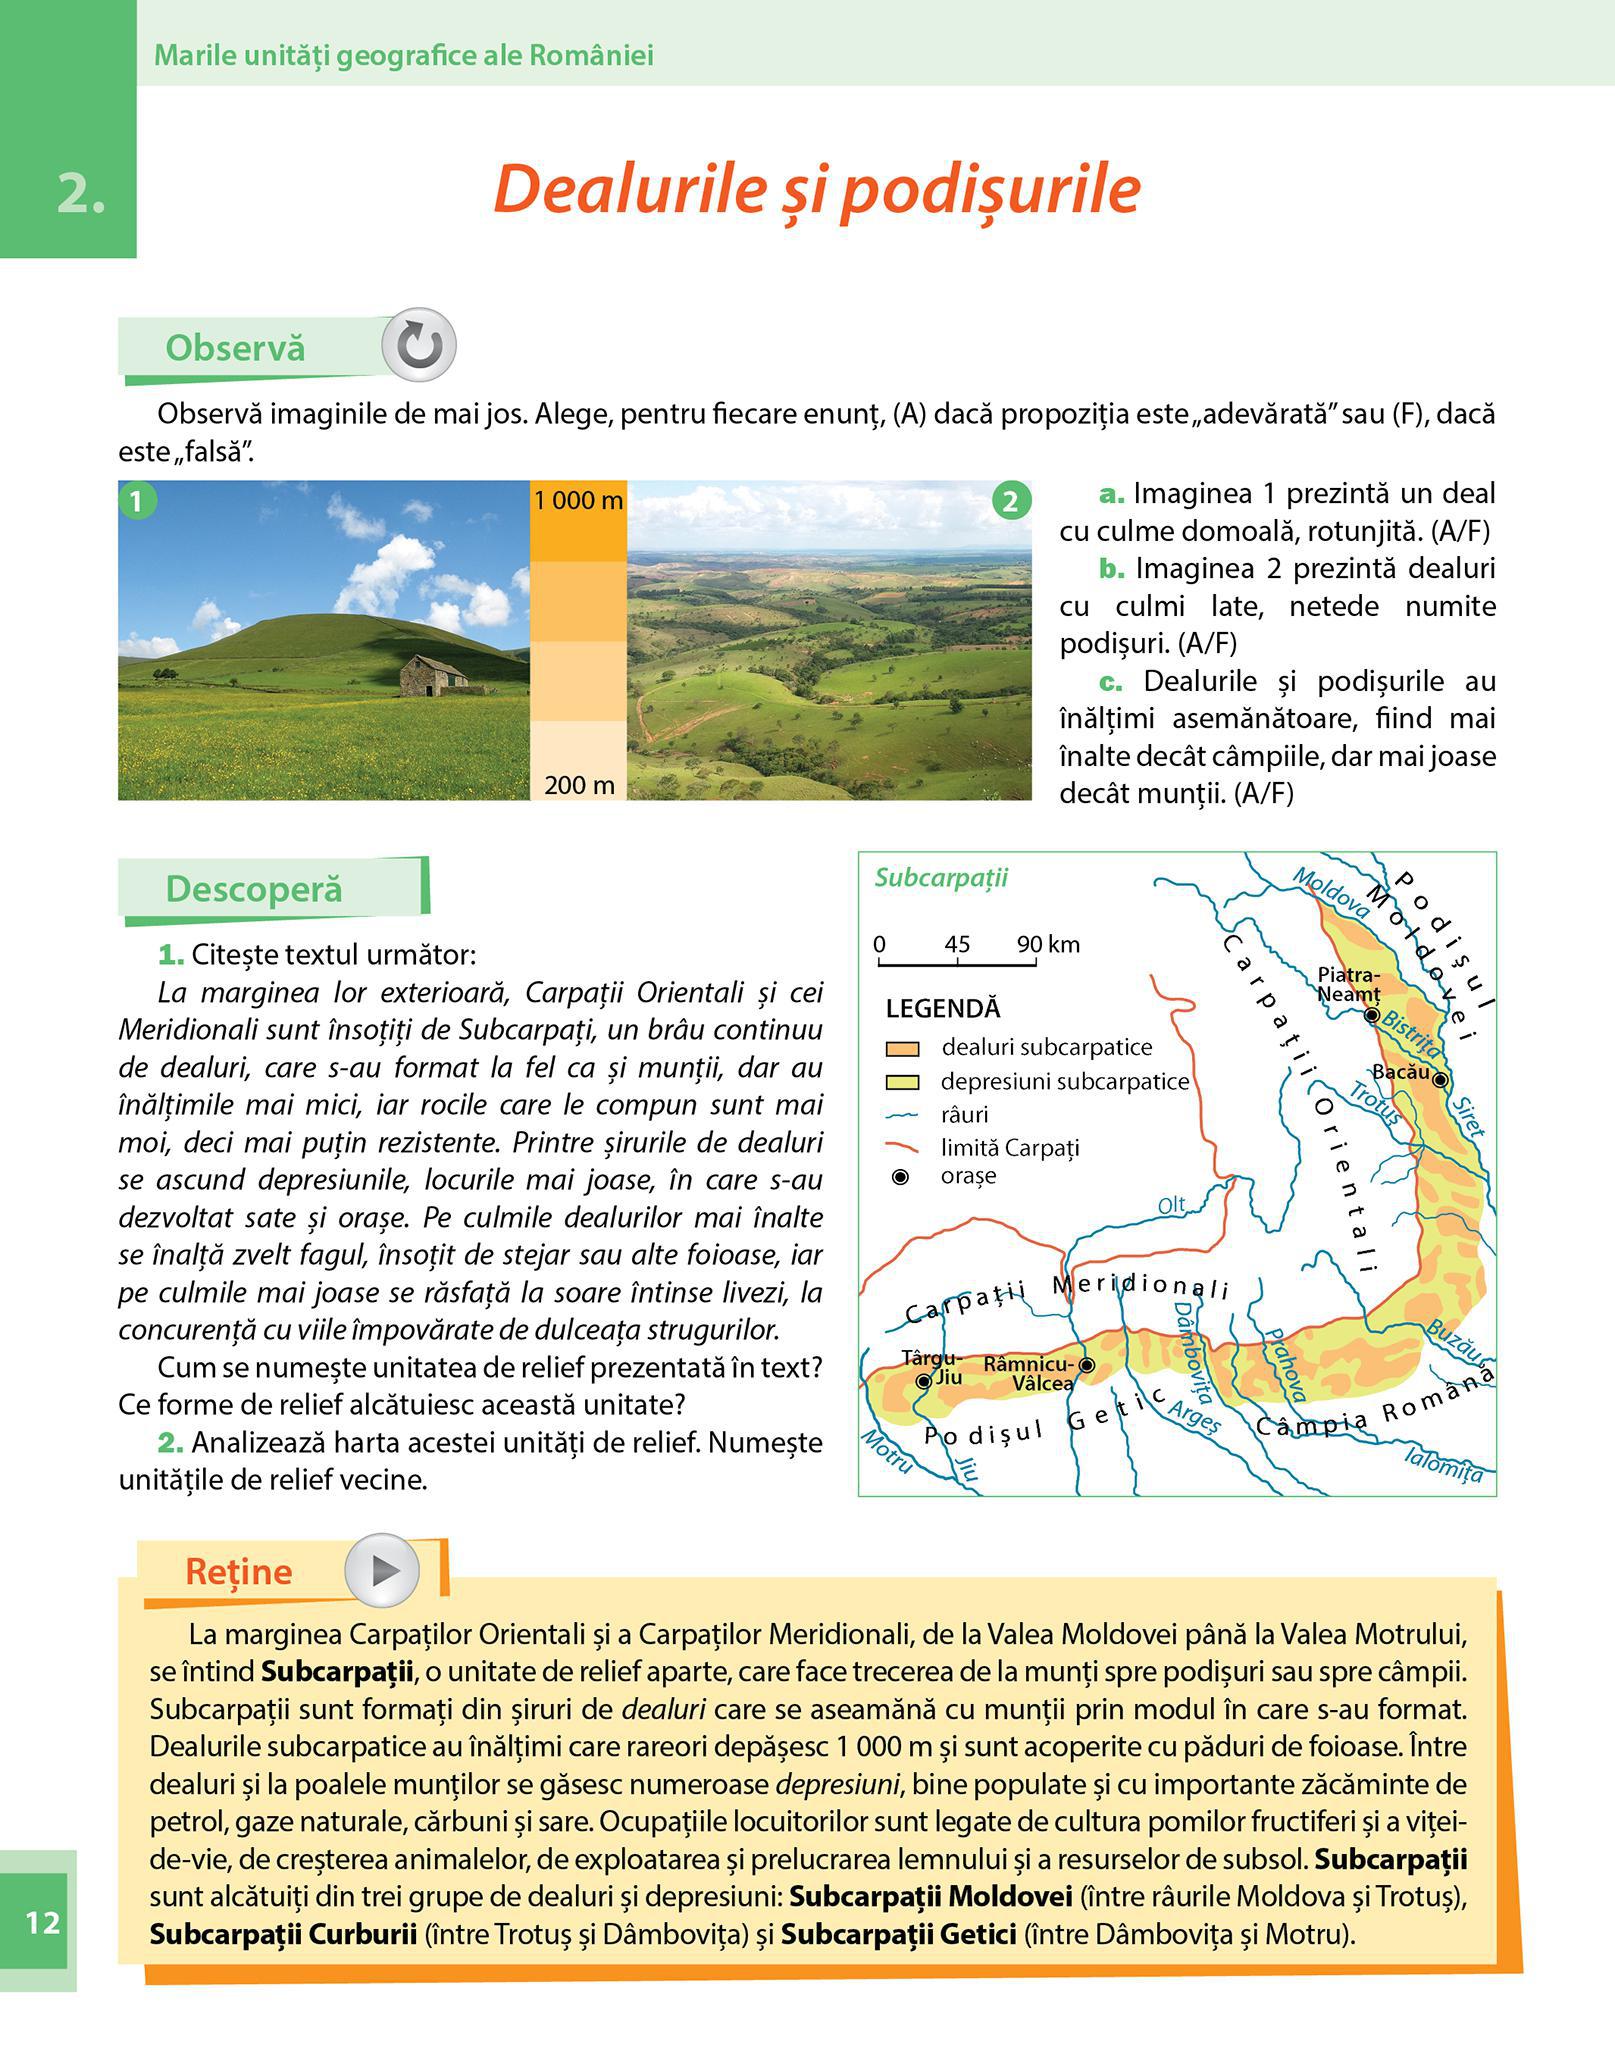 Marile unități geografice ale României
2.
Dealurile și podișurile
Observă
Observă imaginile de mai jos. Alege, pentru fiecare enunț, (A) dacă propoziția este „adevărată” sau (F), dacă
este „falsă”.
1
1 000 m
200 m
2
a. Imaginea 1 prezintă un deal
cu culme domoală, rotunjită. (A/F)
b. Imaginea 2 prezintă dealuri
cu culmi late, netede numite
podișuri. (A/F)
c. Dealurile și podișurile au
înălțimi asemănătoare, fiind mai
înalte decât câmpiile, dar mai joase
decât munții. (A/F)
Descoperă
1. Citește textul următor:
La marginea lor exterioară, Carpații Orientali și cei
Meridionali sunt însoțiți de Subcarpați, un brâu continuu
de dealuri, care s-au format la fel ca și munții, dar au
înălțimile mai mici, iar rocile care le compun sunt mai
moi, deci mai puțin rezistente. Printre șirurile de dealuri
se ascund depresiunile, locurile mai joase, în care s-au
dezvoltat sate și orașe. Pe culmile dealurilor mai înalte
se înalță zvelt fagul, însoțit de stejar sau alte foioase, iar
pe culmile mai joase se răsfață la soare întinse livezi, la
concurență cu viile împovărate de dulceața strugurilor.
Cum se numește unitatea de relief prezentată în text?
Ce forme de relief alcătuiesc această unitate?
2. Analizează harta acestei unități de relief. Numește
unitățile de relief vecine.
Subcarpații
0 45 90 km
LEGENDĂ
dealuri subcarpatice
depresiuni subcarpatice
râuri
limită Carpați
orașe
Moldova
Podișul
Moldovei
Carpații Orientali
Piatra-
Neamț
Bistrița
Bacău
Trotuș
Siret
Olt
Carpații Meridionali
Dâmbovița
Prahova
Buzău
Târgu-
Jiu
Râmnicu-
Vâlcea
Podișul Getic
Argeș
Câmpia Română
Motru
Jiu
Ialomița
Reține
La marginea Carpaților Orientali și a Carpaților Meridionali, de la Valea Moldovei până la Valea Motrului,
se întind Subcarpații, o unitate de relief aparte, care face trecerea de la munți spre podișuri sau spre câmpii.
Subcarpații sunt formați din șiruri de dealuri care se aseamănă cu munții prin modul în care s-au format.
Dealurile subcarpatice au înălțimi care rareori depășesc 1 000 m și sunt acoperite cu păduri de foioase. Între
dealuri și la poalele munților se găsesc numeroase depresiuni, bine populate și cu importante zăcăminte de
petrol, gaze naturale, cărbuni și sare. Ocupațiile locuitorilor sunt legate de cultura pomilor fructiferi și a viței-
de-vie, de creșterea animalelor, de exploatarea și prelucrarea lemnului și a resurselor de subsol. Subcarpații
sunt alcătuiți din trei grupe de dealuri și depresiuni: Subcarpații Moldovei (între râurile Moldova și Trotuș),
Subcarpații Curburii (între Trotuș și Dâmbovița) și Subcarpații Getici (între Dâmbovița și Motru).
12